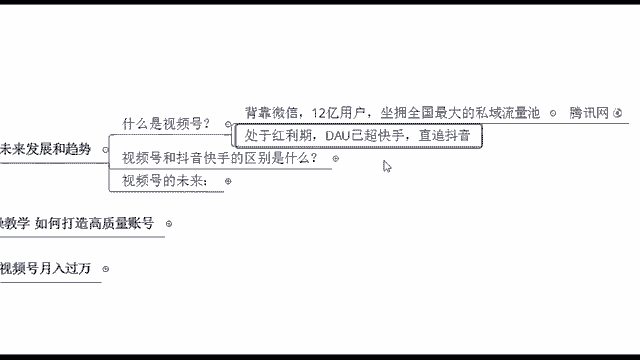 背靠微信，12亿用户，坐拥全国最大的私域流量池 腾讯网
什么是视频号？
处于红利期，DAU已超快手，直追抖音
未来发展和趋势
视频号和抖音快手的区别是什么？
视频号的未来：
教学 如何打造高质量账号
视频号月入过万